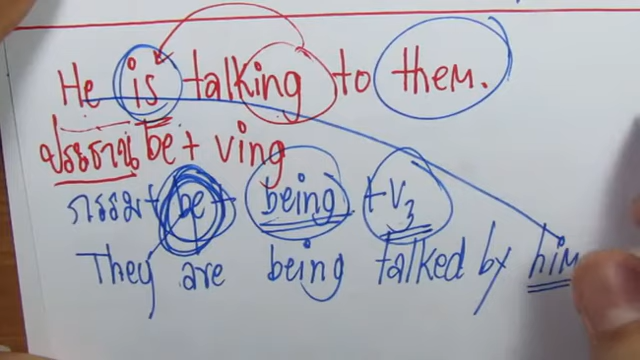 He is talking to them.
ประธาน be + ving
กรรม + be + being + V3
They are being talked by him